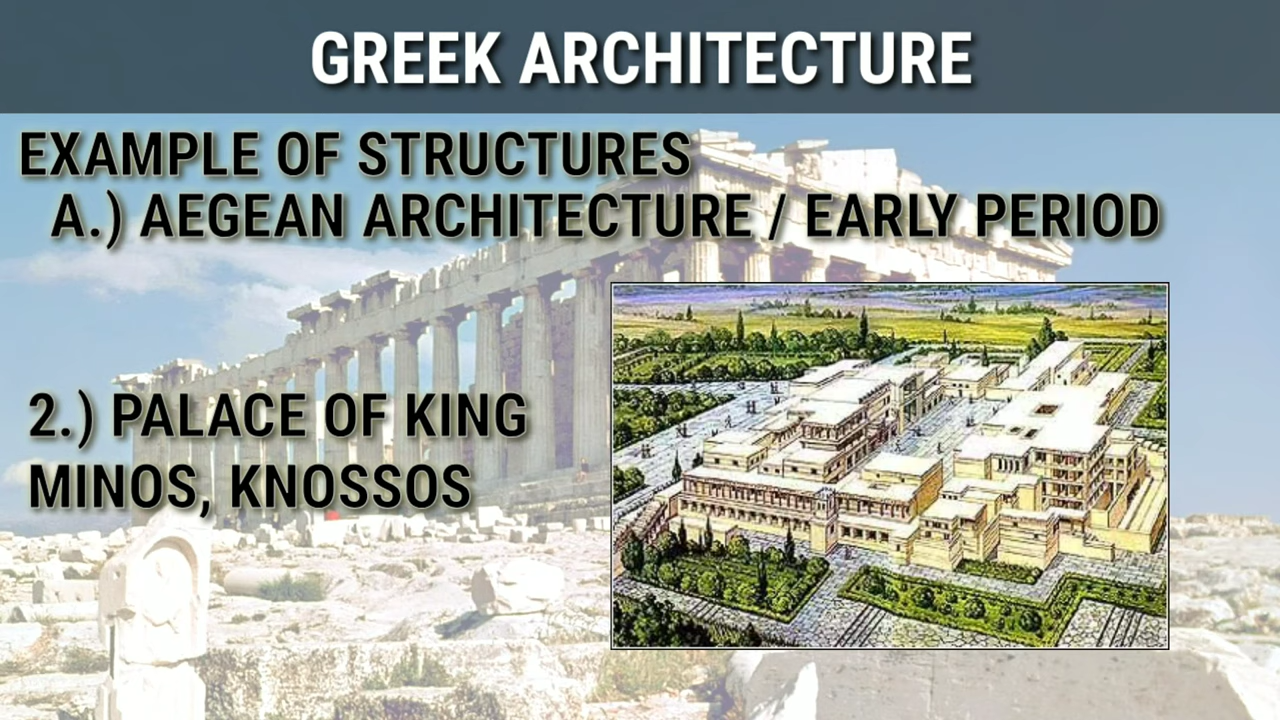 GREEK ARCHITECTURE
EXAMPLE OF STRUCTURES
A.) AEGEAN ARCHITECTURE / EARLY PERIOD
2.) PALACE OF KING
MINOS, KNOSSOS